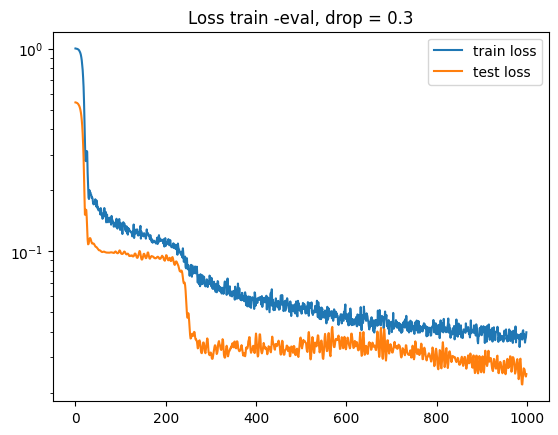 Loss train -eval, drop = 0.3
train loss
test loss
10⁰
10⁻¹
0 200 400 600 800 1000